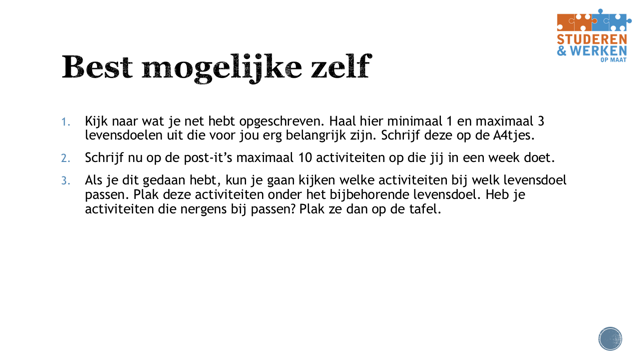 STUDEREN
& WERKEN
OP MAAT
Best mogelijke zelf
1. Kijk naar wat je net hebt opgeschreven. Haal hier minimaal 1 en maximaal 3
levensdoelen uit die voor jou erg belangrijk zijn. Schrijf deze op de A4tjes.
2. Schrijf nu op de post-it’s maximaal 10 activiteiten op die jij in een week doet.
3. Als je dit gedaan hebt, kun je gaan kijken welke activiteiten bij welk levensdoel
passen. Plak deze activiteiten onder het bijbehorende levensdoel. Heb je
activiteiten die nergens bij passen? Plak ze dan op de tafel.